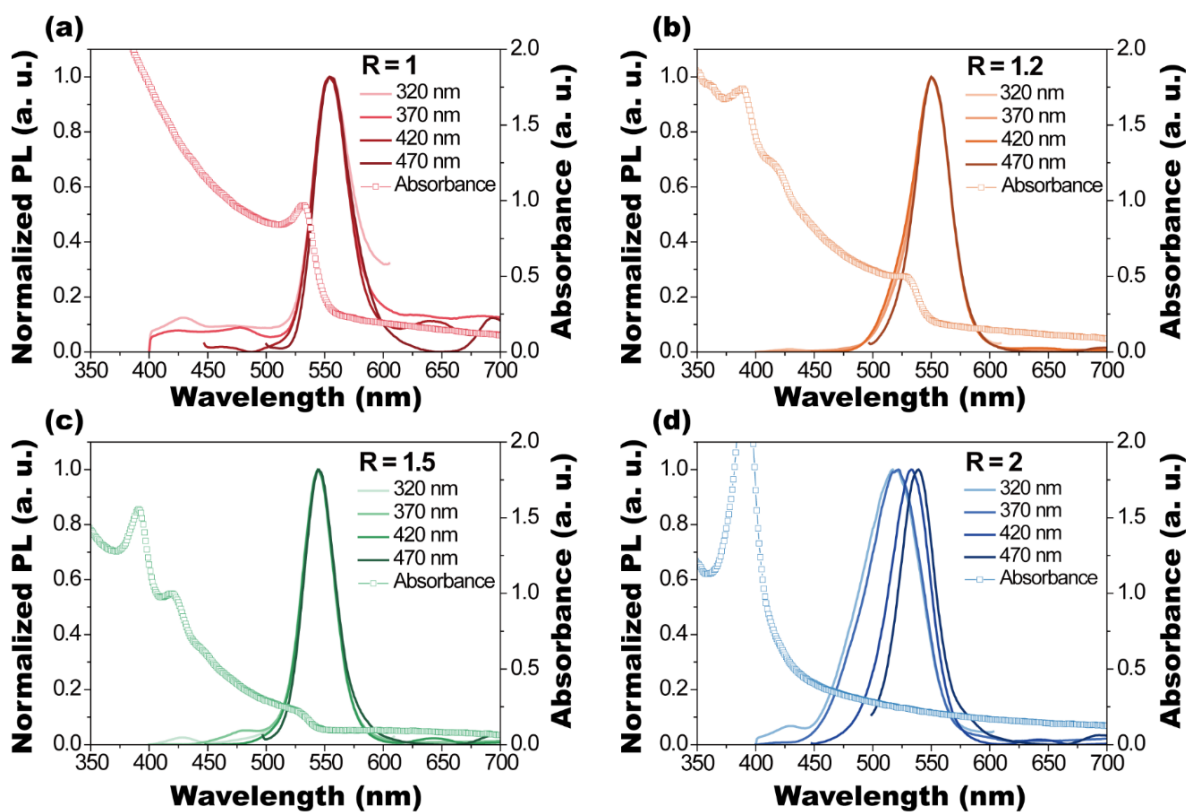 (a)
R = 1
320 nm
370 nm
420 nm
470 nm
Absorbance
Normalized PL (a. u.)
1.0
0.8
0.6
0.4
0.2
0.0
2.0
1.5
1.0
0.5
0.0
Absorbance (a. u.)
350 400 450 500 550 600 650 700
Wavelength (nm)
(b)
R = 1.2
320 nm
370 nm
420 nm
470 nm
Absorbance
Normalized PL (a. u.)
1.0
0.8
0.6
0.4
0.2
0.0
2.0
1.5
1.0
0.5
0.0
Absorbance (a. u.)
350 400 450 500 550 600 650 700
Wavelength (nm)
(c)
R = 1.5
320 nm
370 nm
420 nm
470 nm
Absorbance
Normalized PL (a. u.)
1.0
0.8
0.6
0.4
0.2
0.0
2.0
1.5
1.0
0.5
0.0
Absorbance (a. u.)
350 400 450 500 550 600 650 700
Wavelength (nm)
(d)
R = 2
320 nm
370 nm
420 nm
470 nm
Absorbance
Normalized PL (a. u.)
1.0
0.8
0.6
0.4
0.2
0.0
2.0
1.5
1.0
0.5
0.0
Absorbance (a. u.)
350 400 450 500 550 600 650 700
Wavelength (nm)